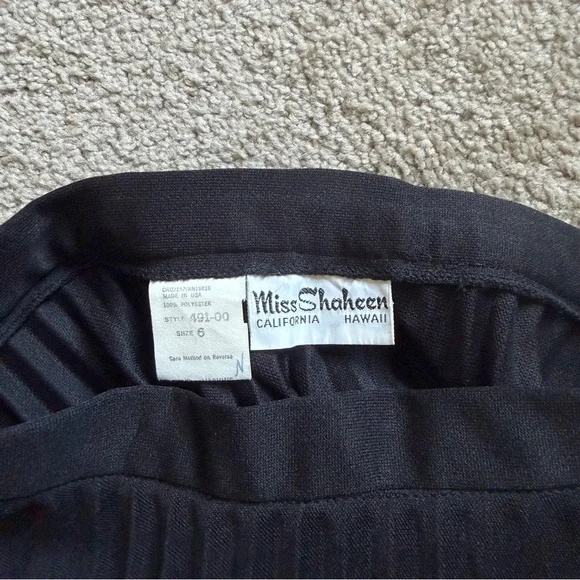 MADE IN USA
100% POLYESTER
STYLE 491-00
SIZE 6
Care Method on Reverse
N
Miss Shaheen
CALIFORNIA HAWAII